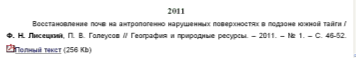 2011
Восстановление почв на антропогенно нарушенных поверхностях в подзоне южной тайги /
Ф. Н. Лисецкий, П. В. Голеусов // География и природные ресурсы. – 2011. – № 1. – С. 46-52.
Полный текст (256 Kb)